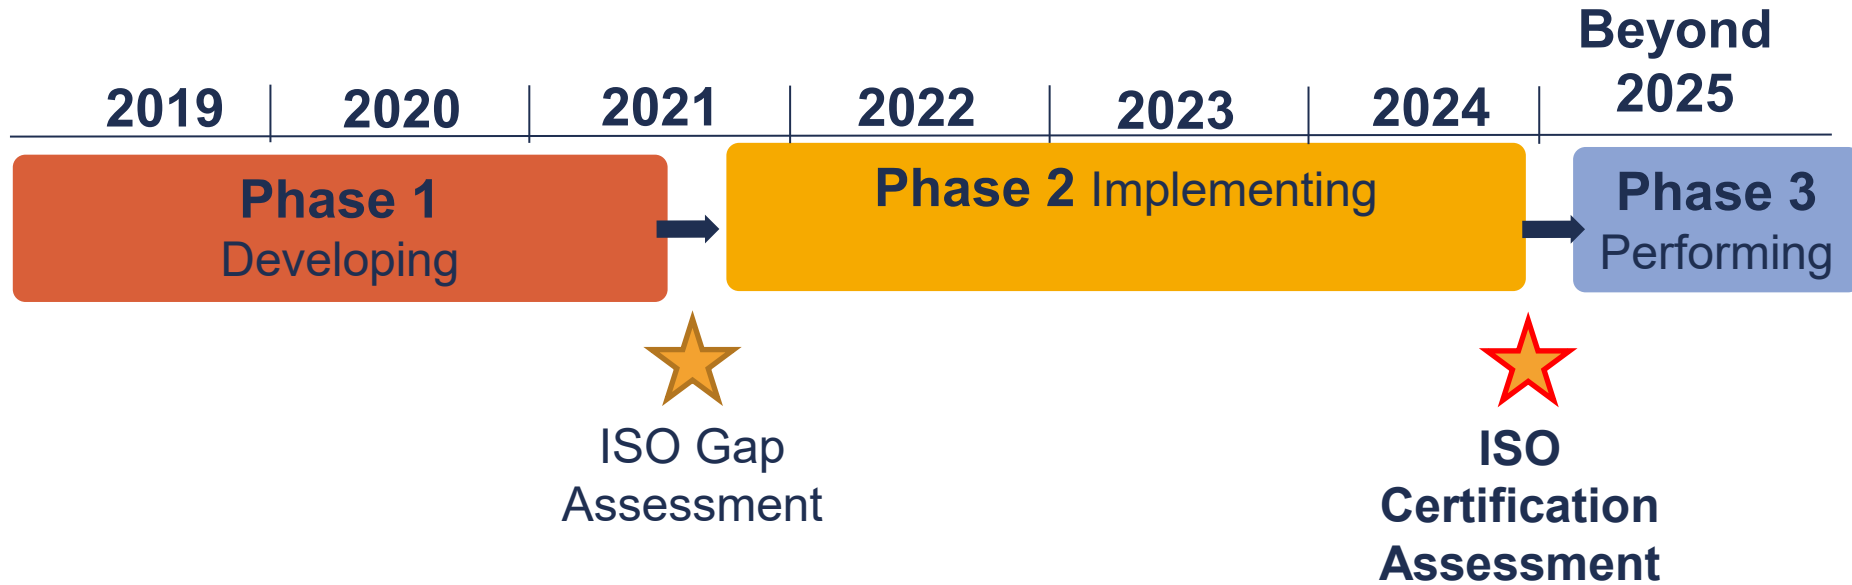 2019
2020
2021
2022
2023
2024
Beyond
2025
Phase 1
Developing
Phase 2 Implementing
Phase 3
Performing
ISO Gap
Assessment
ISO
Certification
Assessment